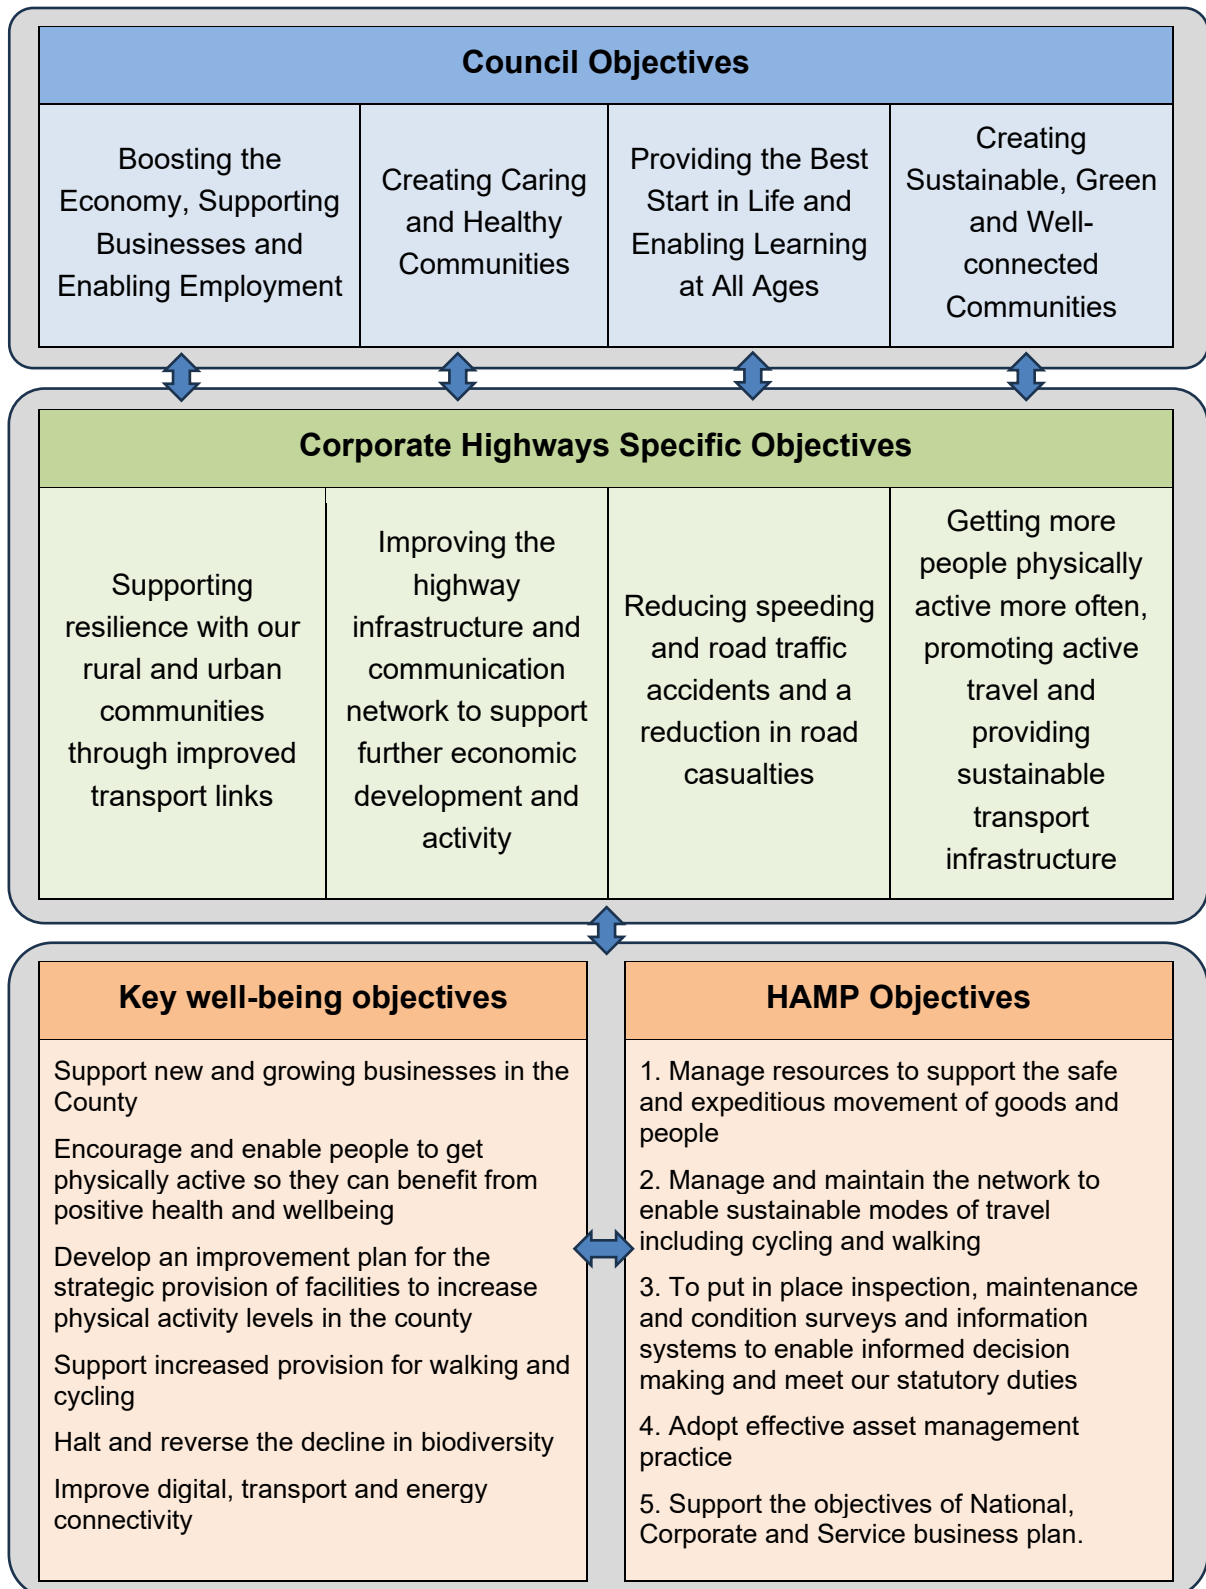 Council Objectives
Boosting the
Economy, Supporting
Businesses and
Enabling Employment
Creating Caring
and Healthy
Communities
Providing the Best
Start in Life and
Enabling Learning
at All Ages
Creating
Sustainable, Green
and Well-
connected
Communities
Corporate Highways Specific Objectives
Supporting
resilience with our
rural and urban
communities
through improved
transport links
Improving the
highway
infrastructure and
communication
network to support
further economic
development and
activity
Reducing speeding
and road traffic
accidents and a
reduction in road
casualties
Getting more
people physically
active more often,
promoting active
travel and
providing
sustainable
transport
infrastructure
Key well-being objectives
Support new and growing businesses in the
County
Encourage and enable people to get
physically active so they can benefit from
positive health and wellbeing
Develop an improvement plan for the
strategic provision of facilities to increase
physical activity levels in the county
Support increased provision for walking and
cycling
Halt and reverse the decline in biodiversity
Improve digital, transport and energy
connectivity
HAMP Objectives
1. Manage resources to support the safe
and expeditious movement of goods and
people
2. Manage and maintain the network to
enable sustainable modes of travel
including cycling and walking
3. To put in place inspection, maintenance
and condition surveys and information
systems to enable informed decision
making and meet our statutory duties
4. Adopt effective asset management
practice
5. Support the objectives of National,
Corporate and Service business plan.